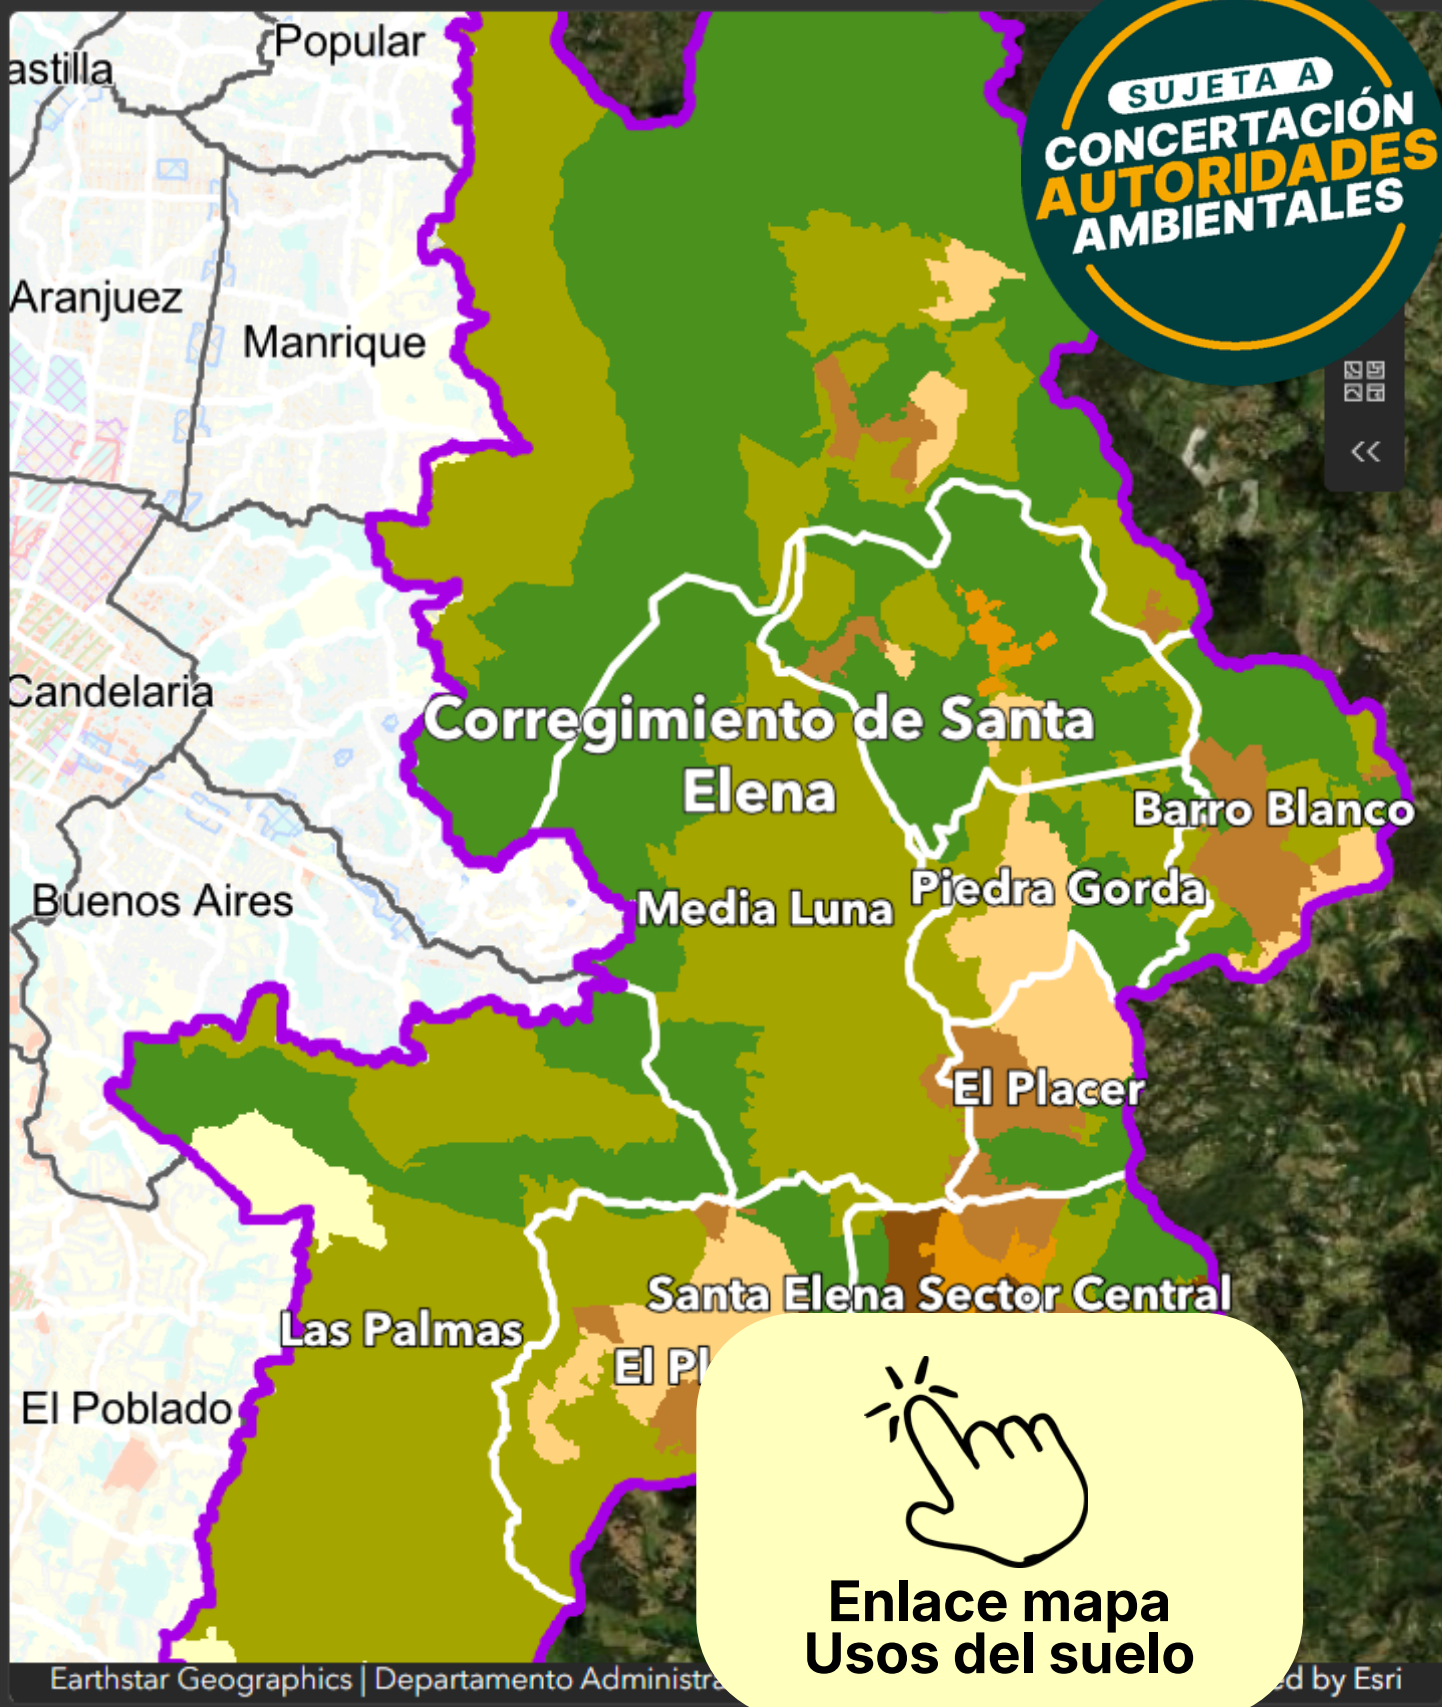 Popular
astilla
SUJETA A
CONCERTACIÓN
AUTORIDADES
AMBIENTALES
Aranjuez
Manrique
Candelaria
Corregimiento de Santa
Elena
Barro Blanco
Piedra Gorda
Buenos Aires
Media Luna
El Placer
Santa Elena Sector Central
Las Palmas
El Pl
El Poblado
Enlace mapa
Usos del suelo
Earthstar Geographics | Departamento Administra
ed by Esri